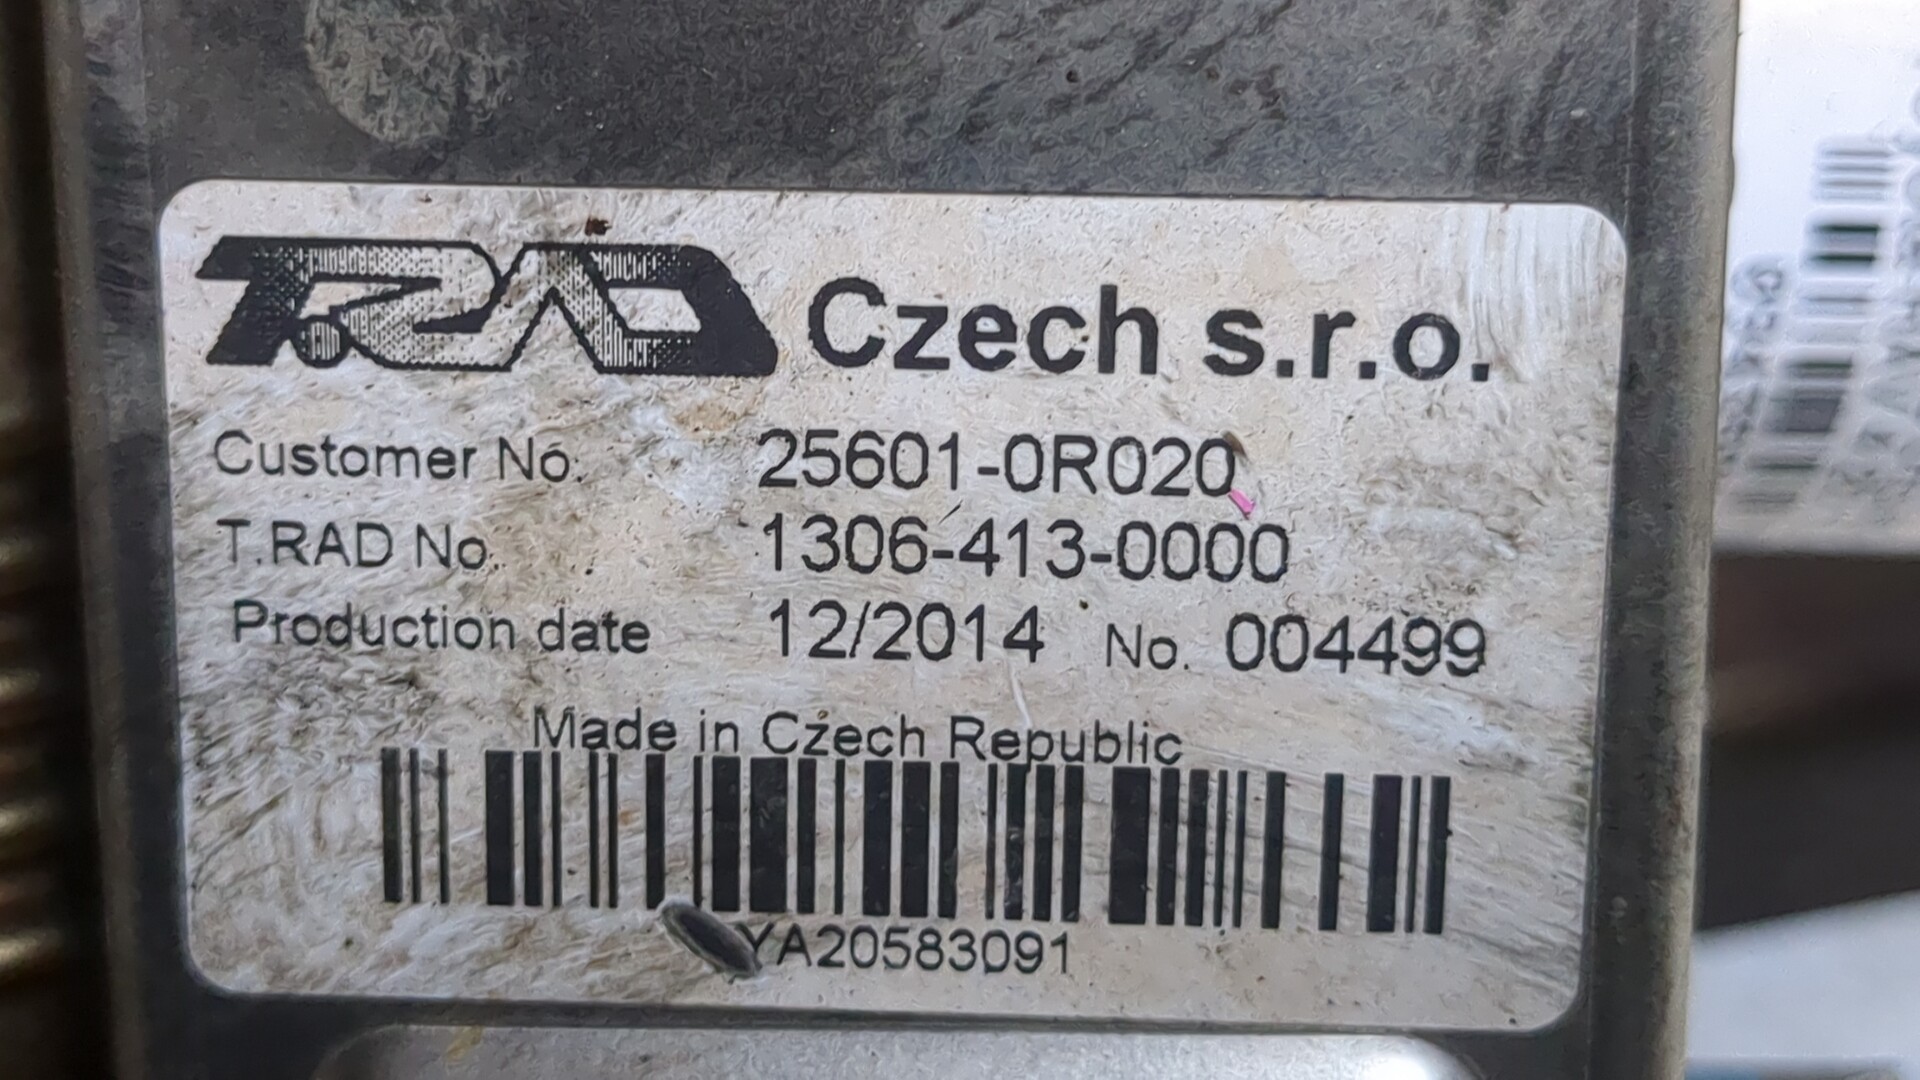 T.RAD Czech s.r.o.
Customer No. 25601-0R020
T.RAD No. 1306-413-0000
Production date 12/2014 No. 004499
Made in Czech Republic
YA20583091